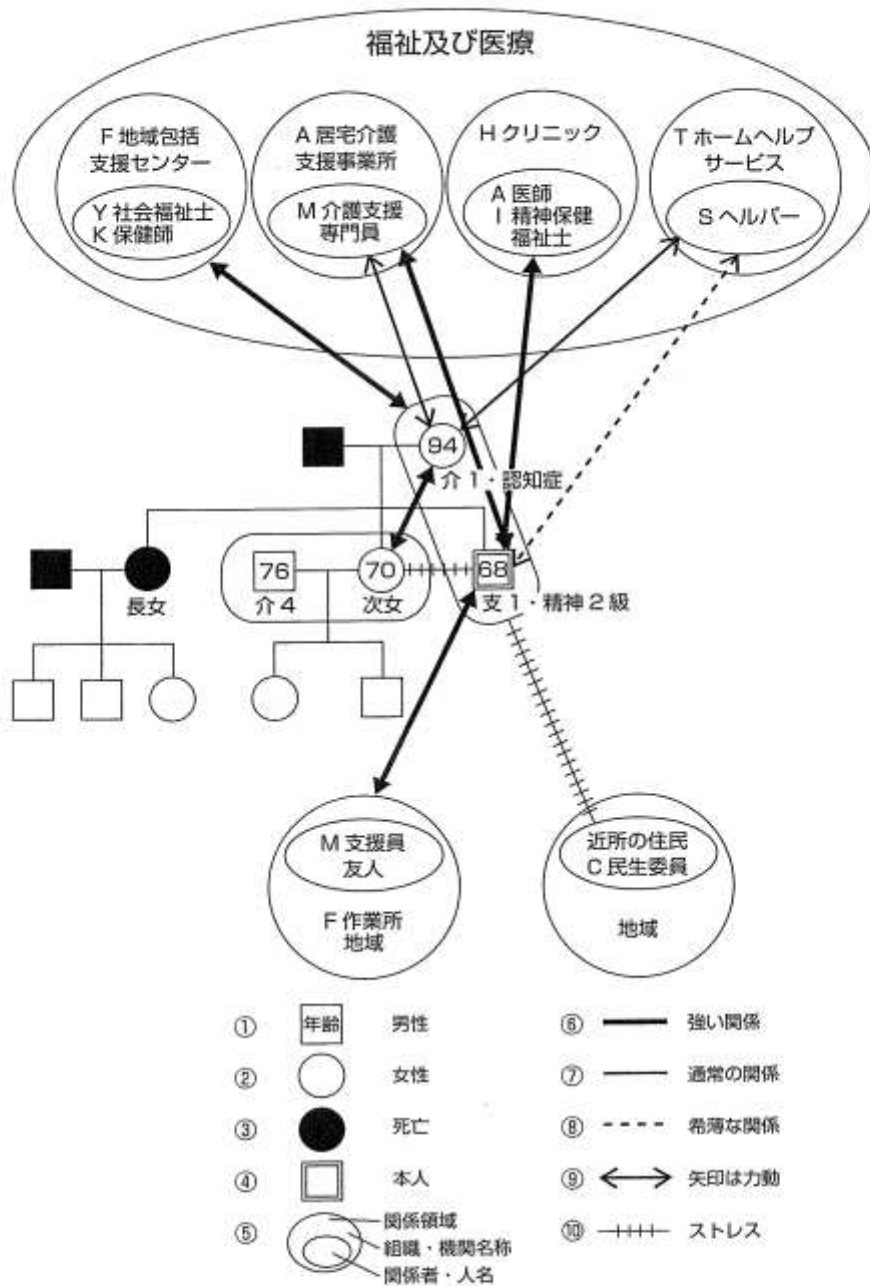 福祉及び医療
F 地域包括
支援センター
Y 社会福祉士
K 保健師
A 居宅介護
支援事業所
M 介護支援
専門員
H クリニック
A 医師
I 精神保健
福祉士
T ホームヘルプ
サービス
S ヘルパー
94
介 1・認知症
長女
76
介 4
70
次女
68
支 1・精神 2 級
M 支援員
友人
F 作業所
地域
近所の住民
C 民生委員
地域
① 年齢 男性
② 女性
③ 死亡
④ 本人
⑤ 関係領域
組織・機関名称
関係者・人名
⑥ 強い関係
⑦ 通常の関係
⑧ 希薄な関係
⑨ 矢印は力動
⑩ ストレス